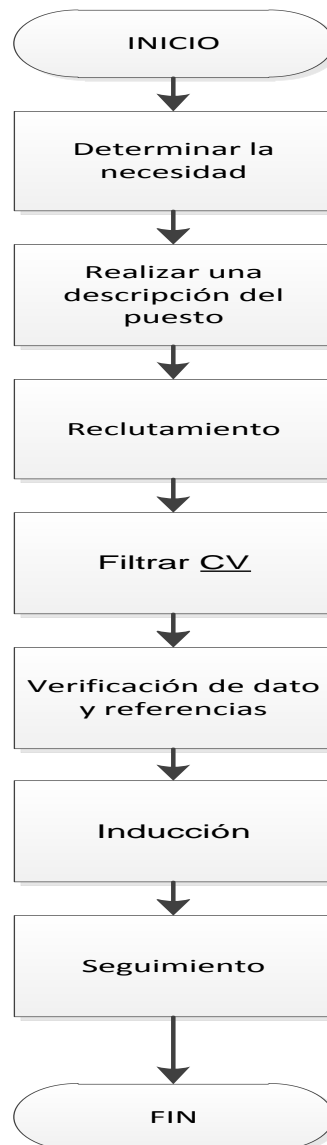 INICIO
Determinar la
necesidad
Realizar una
descripción del
puesto
Reclutamiento
Filtrar CV
Verificación de dato
y referencias
Inducción
Seguimiento
FIN